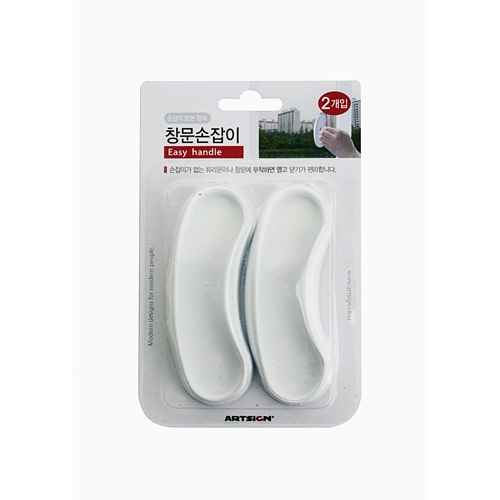 손잡이 없는 창에
2개입
창문손잡이
Easy handle
손잡이가 없는 유리문이나 창문에 부착하면 열고 닫기가 편리합니다.
Modern designs for modern people.
ARTSIGN